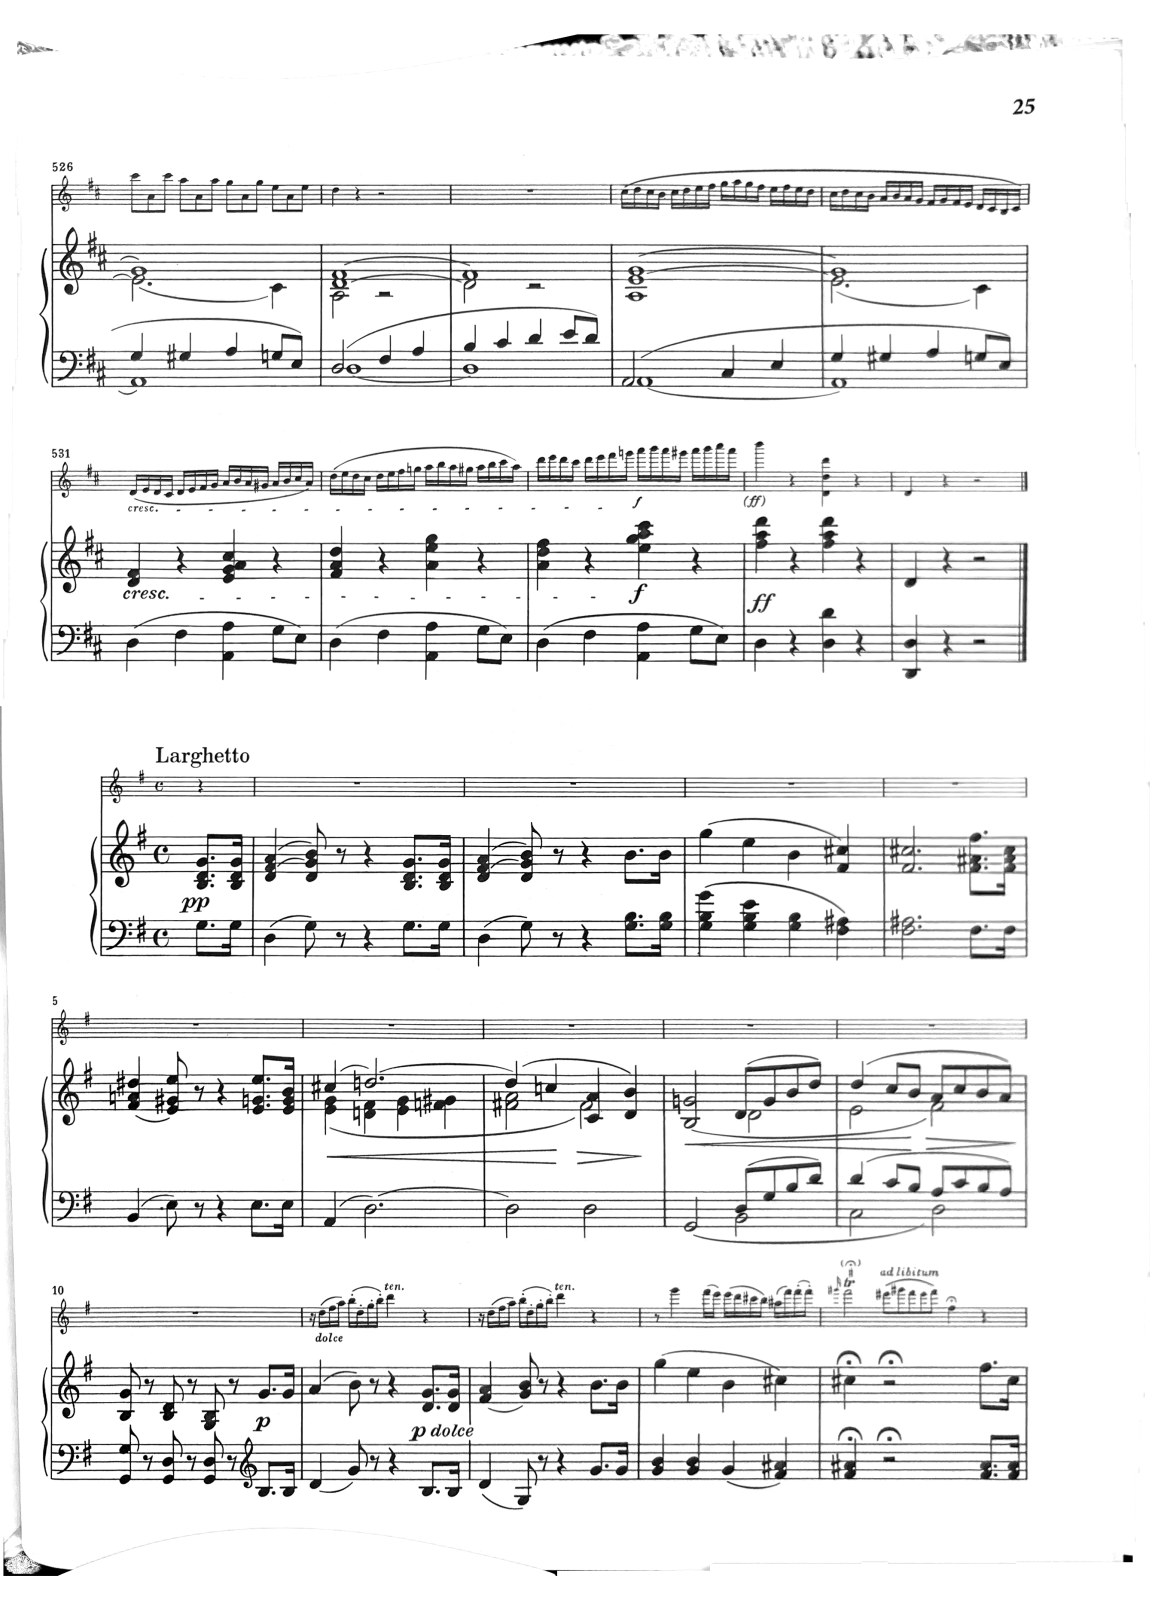 25
526
531
cresc.
f
(ff)
cresc.
f
ff
Larghetto
pp
5
10
(𝄐)
tr
ad libitum
ten.
ten.
dolce
p
p dolce